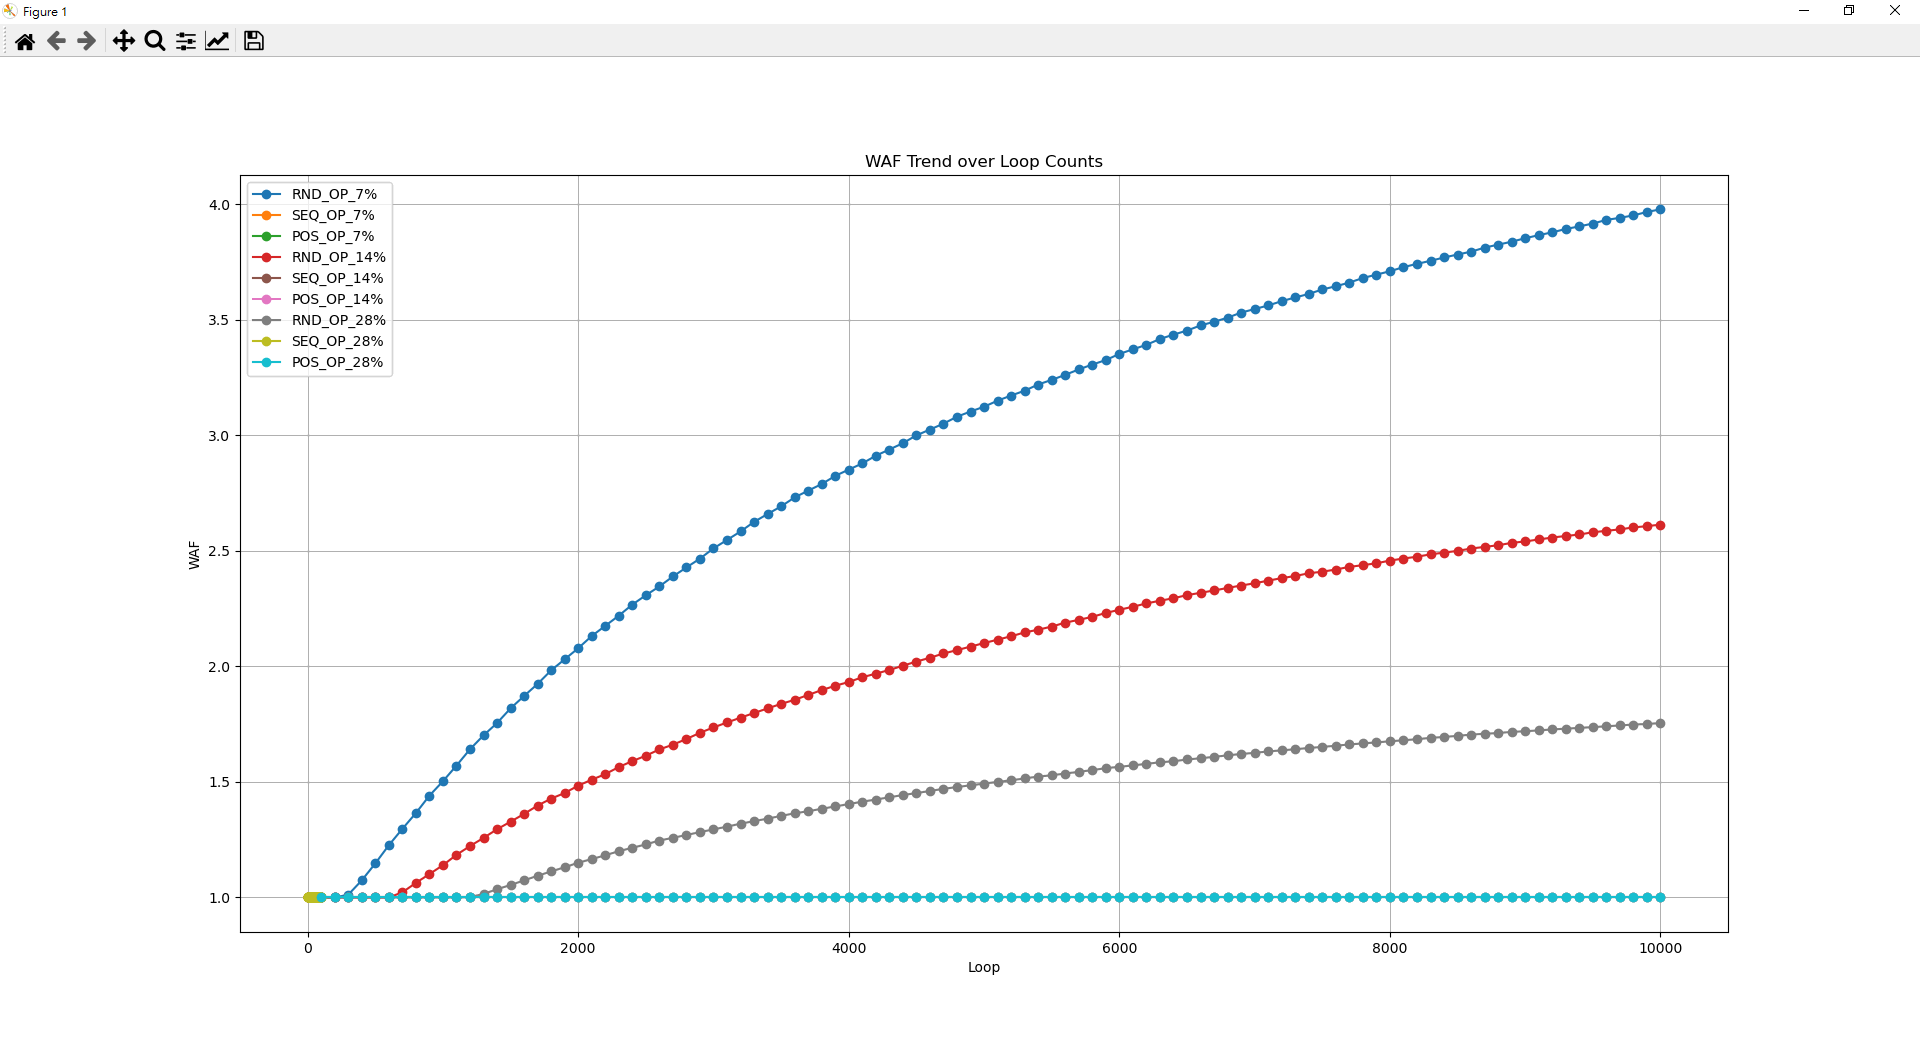 Figure 1
WAF Trend over Loop Counts
RND_OP_7%
SEQ_OP_7%
POS_OP_7%
RND_OP_14%
SEQ_OP_14%
POS_OP_14%
RND_OP_28%
SEQ_OP_28%
POS_OP_28%
4.0
3.5
3.0
2.5
2.0
1.5
1.0
WAF
0
2000
4000
6000
8000
10000
Loop